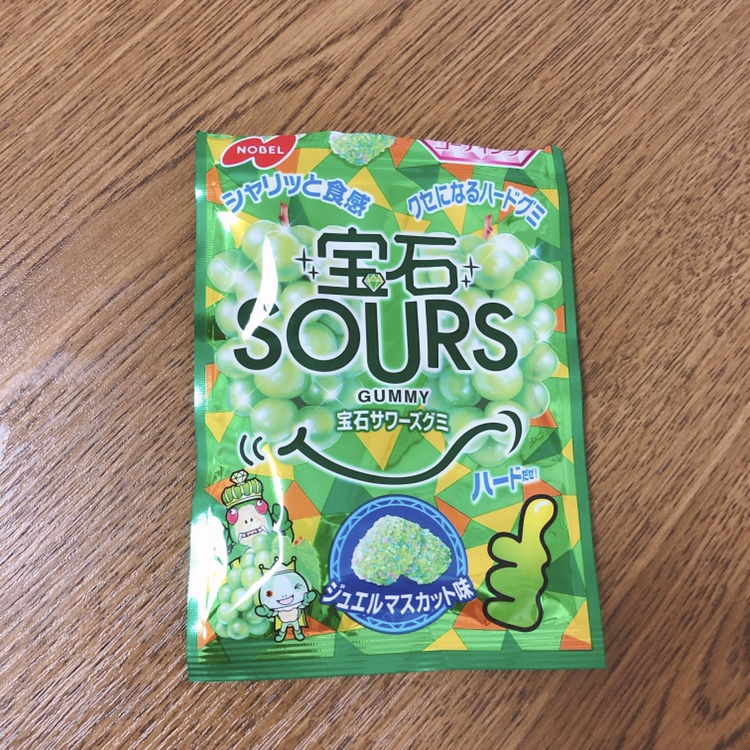 NOBEL
シャリッと食感
クセになるハードグミ
宝石
SOURS
GUMMY
宝石サワーズグミ
ハードだぜ!
ジュエルマスカット味